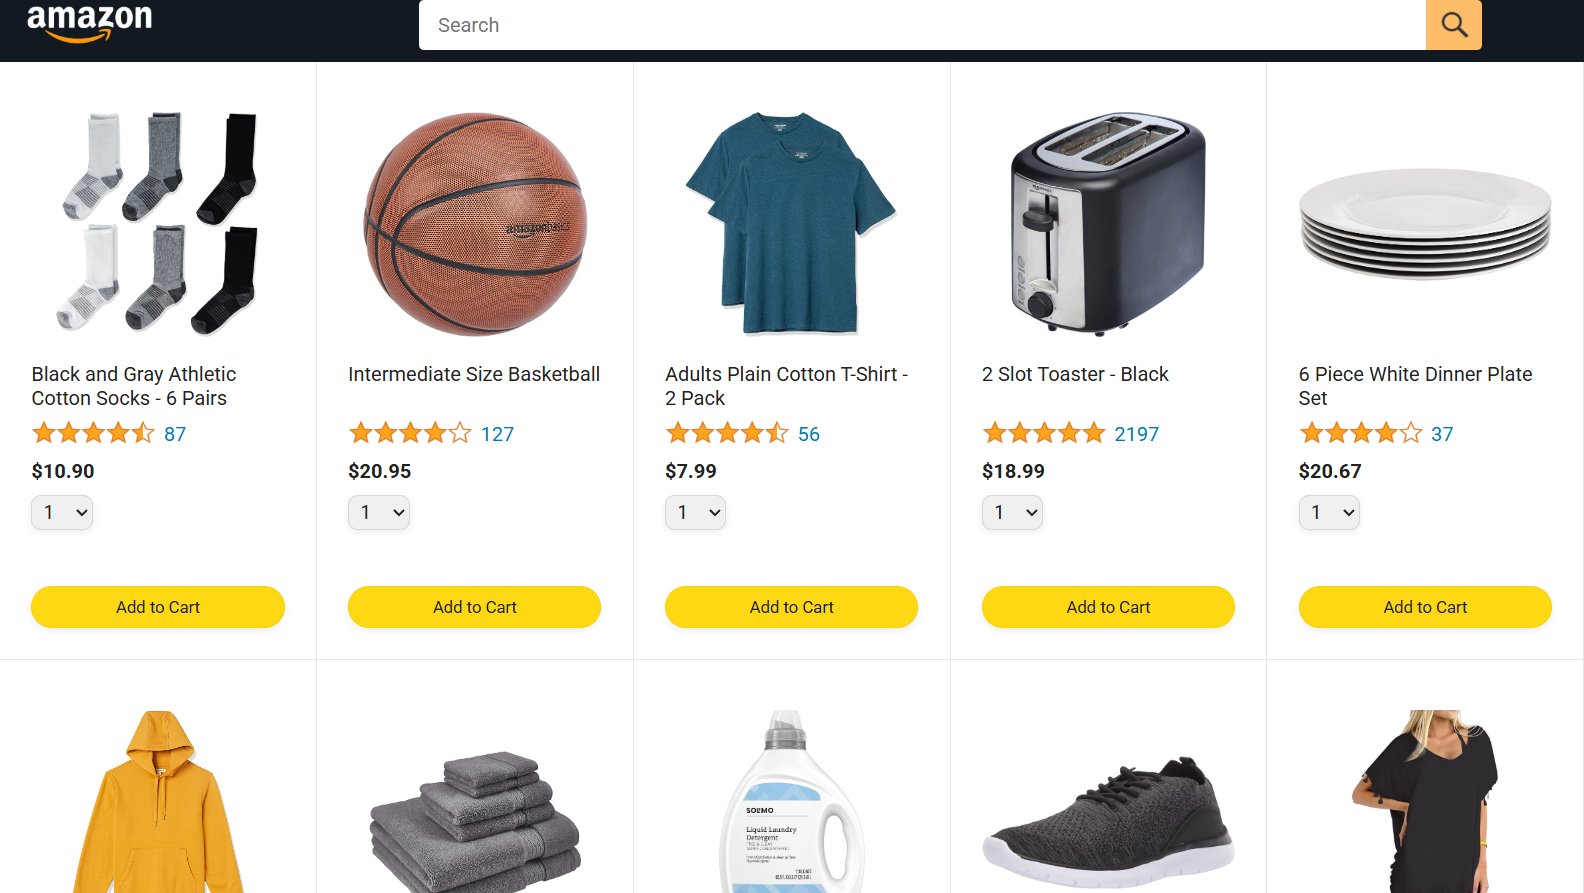 amazon
Search
amazonbasics
Black and Gray Athletic
Cotton Socks - 6 Pairs
87
$10.90
1
Add to Cart
Intermediate Size Basketball
127
$20.95
1
Add to Cart
Adults Plain Cotton T-Shirt -
2 Pack
56
$7.99
1
Add to Cart
2 Slot Toaster - Black
2197
$18.99
1
Add to Cart
6 Piece White Dinner Plate
Set
37
$20.67
1
Add to Cart
SOLIMO
Liquid Laundry
Detergent
FREE & CLEAR